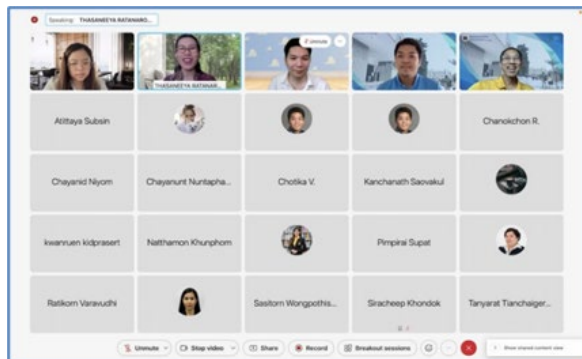 Speaking: THASANEEYA RATANARO...
Unmute
THASANEEYA RATANAR...
Atittaya Subsin
Chanokchon R.
Chayanid Niyom
Chayanunt Nuntapha...
Chotika V.
Kanchanath Saovakul
kwanruen kidprasert
Natthamon Khunphom
Pimpirai Supat
Ratikorn Varavudhi
Sasitorn Wongpothis...
Siracheep Khondok
Tanyarat Tianchaiger...
Unmute
Stop video
Share
Record
Breakout sessions
Show shared content view